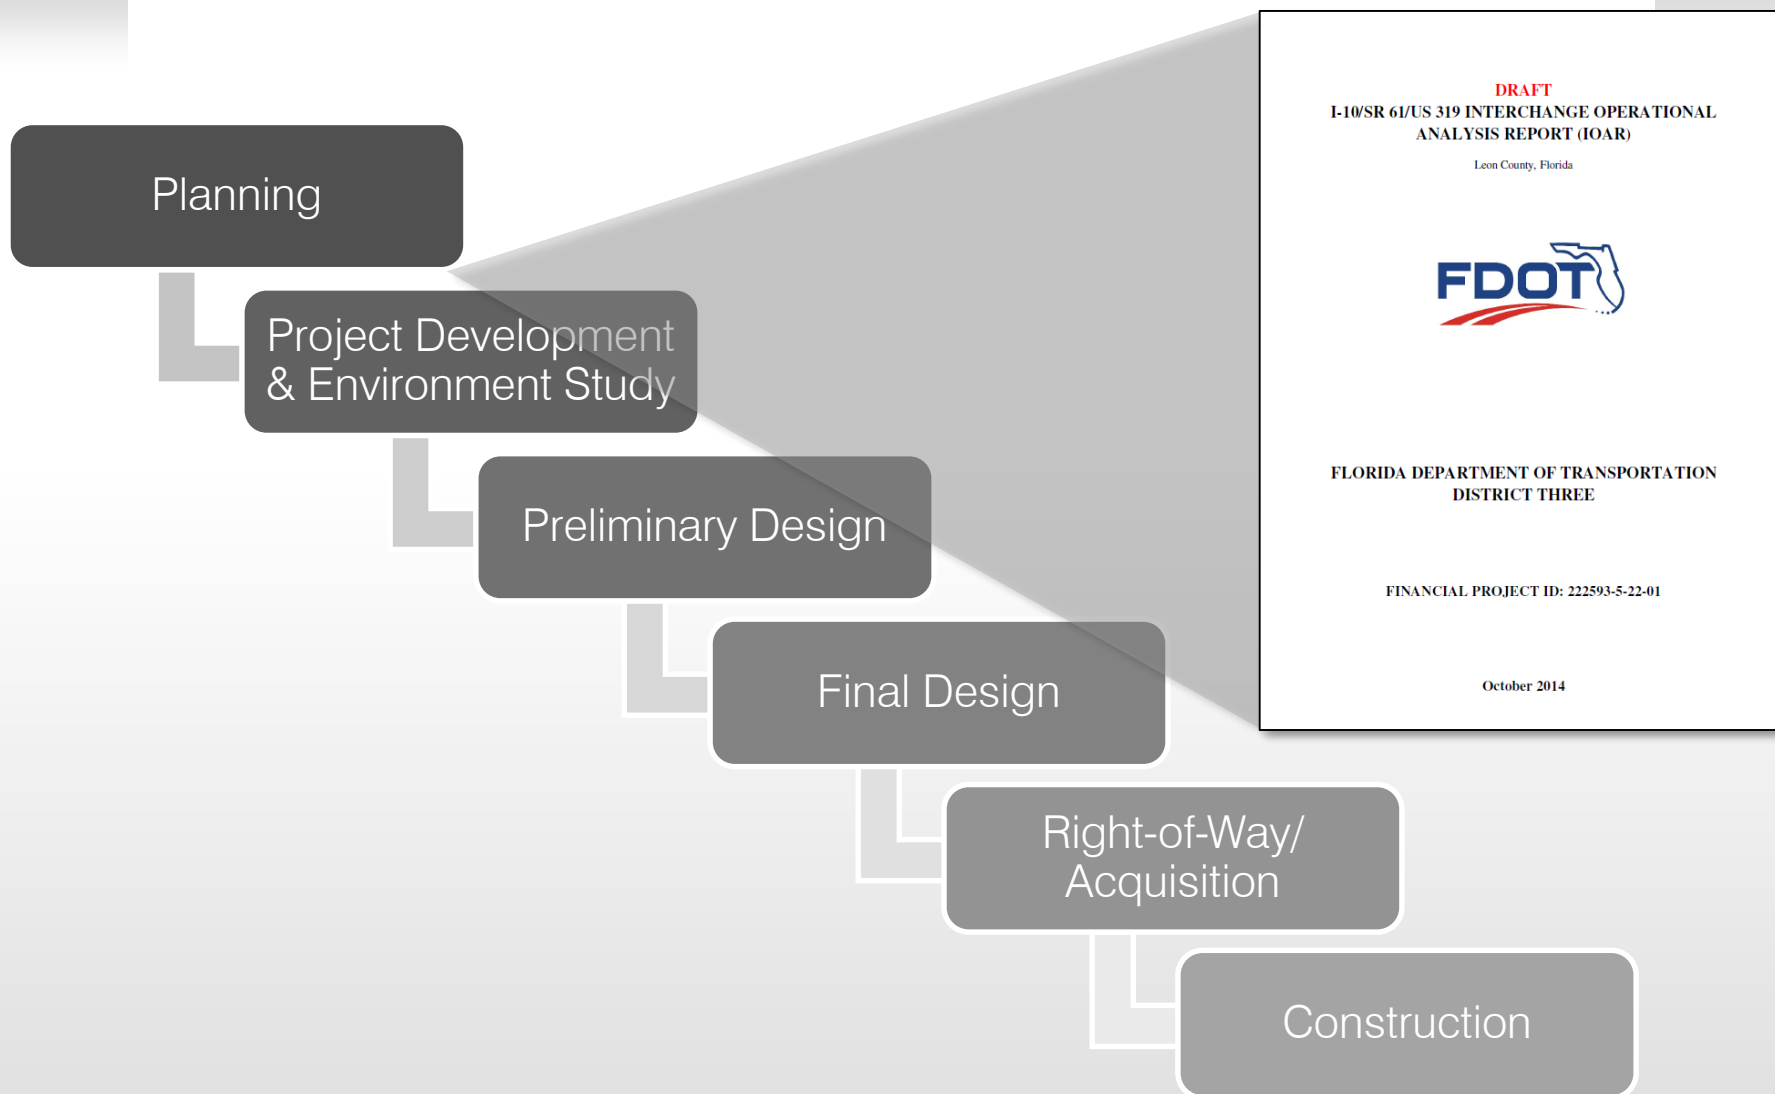 Planning
Project Development
& Environment Study
Preliminary Design
Final Design
Right-of-Way/
Acquisition
Construction
DRAFT
I-10/SR 61/US 319 INTERCHANGE OPERATIONAL
ANALYSIS REPORT (IOAR)
Leon County, Florida
FDOT
FLORIDA DEPARTMENT OF TRANSPORTATION
DISTRICT THREE
FINANCIAL PROJECT ID: 222593-5-22-01
October 2014